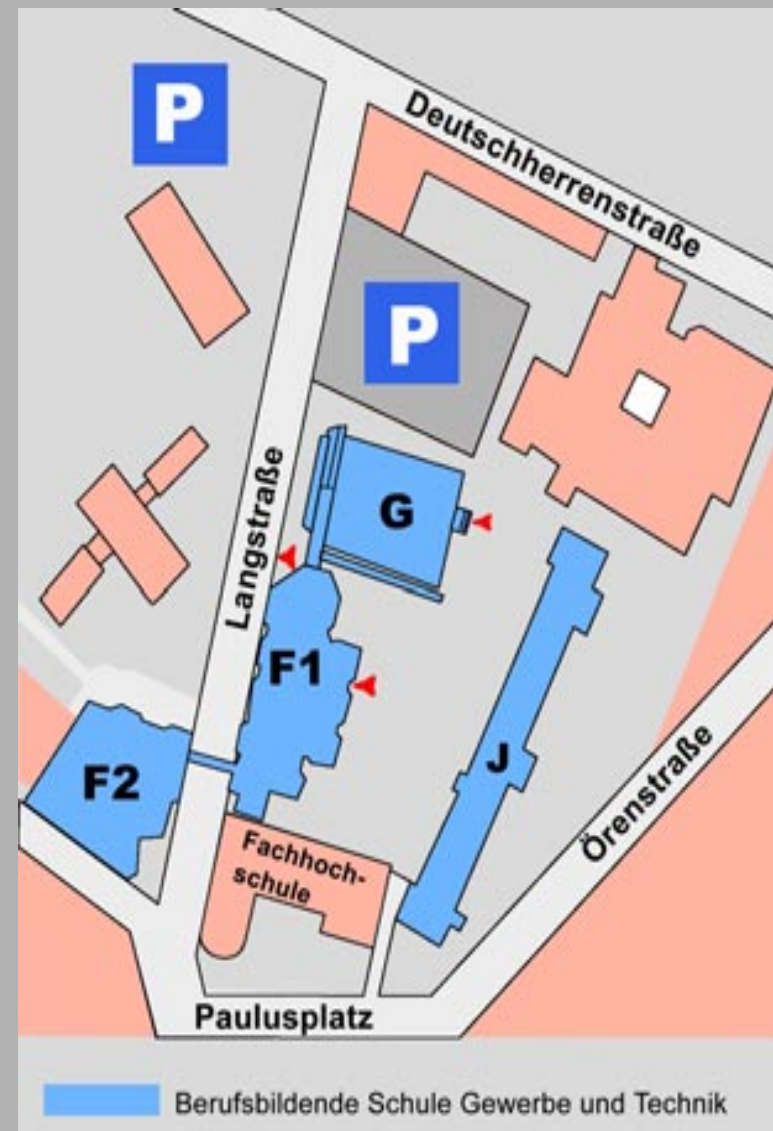 P
Deutschherrenstraße
P
G
Langstraße
F1
J
F2
Örenstraße
Fachhoch-
schule
Paulusplatz
Berufsbildende Schule Gewerbe und Technik